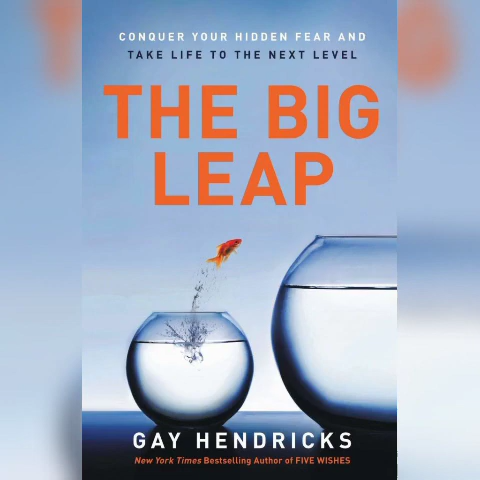 CONQUER YOUR HIDDEN FEAR AND
TAKE LIFE TO THE NEXT LEVEL
THE BIG
LEAP
GAY HENDRICKS
New York Times Bestselling Author of FIVE WISHES